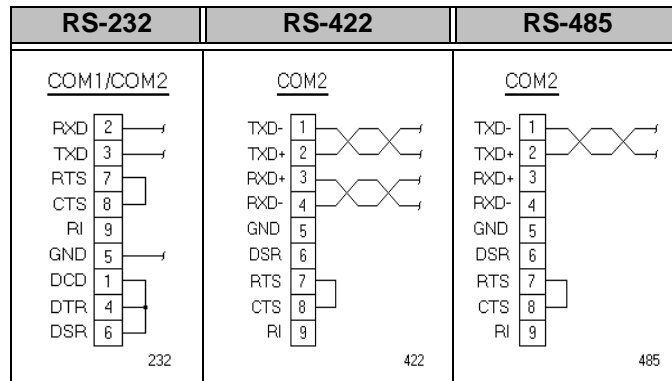 RS-232
RS-422
RS-485
COM1/COM2
RXD 2
TXD 3
RTS 7
CTS 8
RI 9
GND 5
DCD 1
DTR 4
DSR 6
232
COM2
TXD- 1
TXD+ 2
RXD+ 3
RXD- 4
GND 5
DSR 6
RTS 7
CTS 8
RI 9
422
COM2
TXD- 1
TXD+ 2
RXD+ 3
RXD- 4
GND 5
DSR 6
RTS 7
CTS 8
RI 9
485